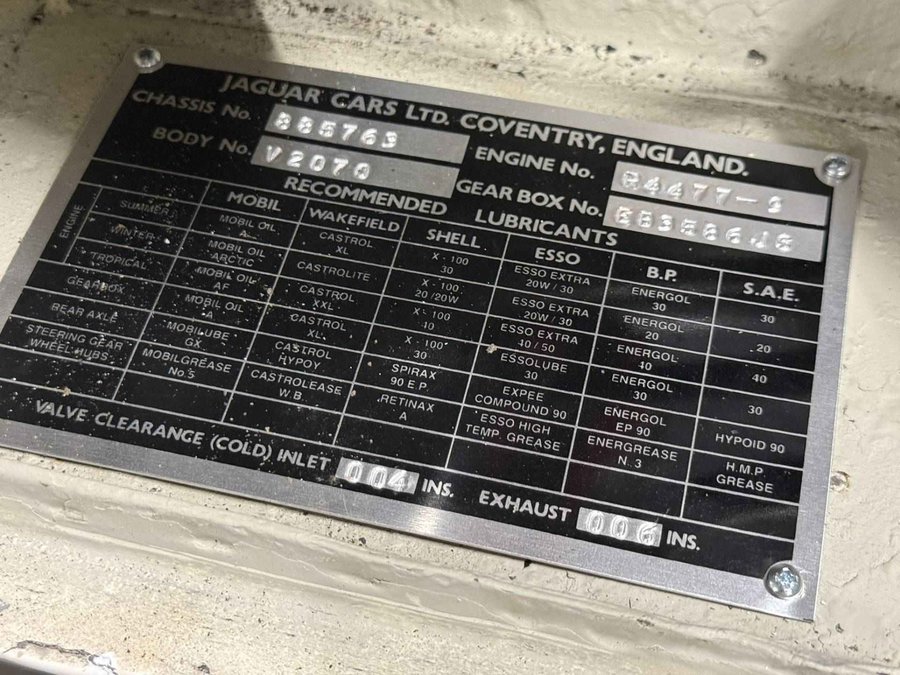 JAGUAR CARS LTD. COVENTRY, ENGLAND.
CHASSIS No. 885763 ENGINE No. R4477-9
BODY No. V2070 GEAR BOX No.
RECOMMENDED LUBRICANTS
MOBIL WAKEFIELD SHELL ESSO B.P. S.A.E.
ENGINE
SUMMER MOBIL OIL A CASTROL XL X-100 30 ESSO EXTRA 20W/30 ENERGOL 30 30
WINTER MOBIL OIL ARCTIC CASTROLITE X-100 20/20W ESSO EXTRA 20W/30 ENERGOL 20 20
TROPICAL MOBIL OIL AF CASTROL XXL X-100 40 ESSO EXTRA 40/50 ENERGOL 40 40
GEARBOX MOBIL OIL A CASTROL XL X-100 30 ESSOLUBE 30 ENERGOL 30 30
REAR AXLE MOBILUBE GX CASTROL HYPOY SPIRAX 90 E.P. EXPEE COMPOUND 90 ENERGOL EP 90 HYPOID 90
STEERING GEAR WHEEL HUBS MOBILGREASE No.5 CASTROLEASE W.B. RETINAX A ESSO HIGH TEMP. GREASE ENERGREASE N. 3 H.M.P GREASE
VALVE CLEARANCE (COLD) INLET 004 INS. EXHAUST 006 INS.